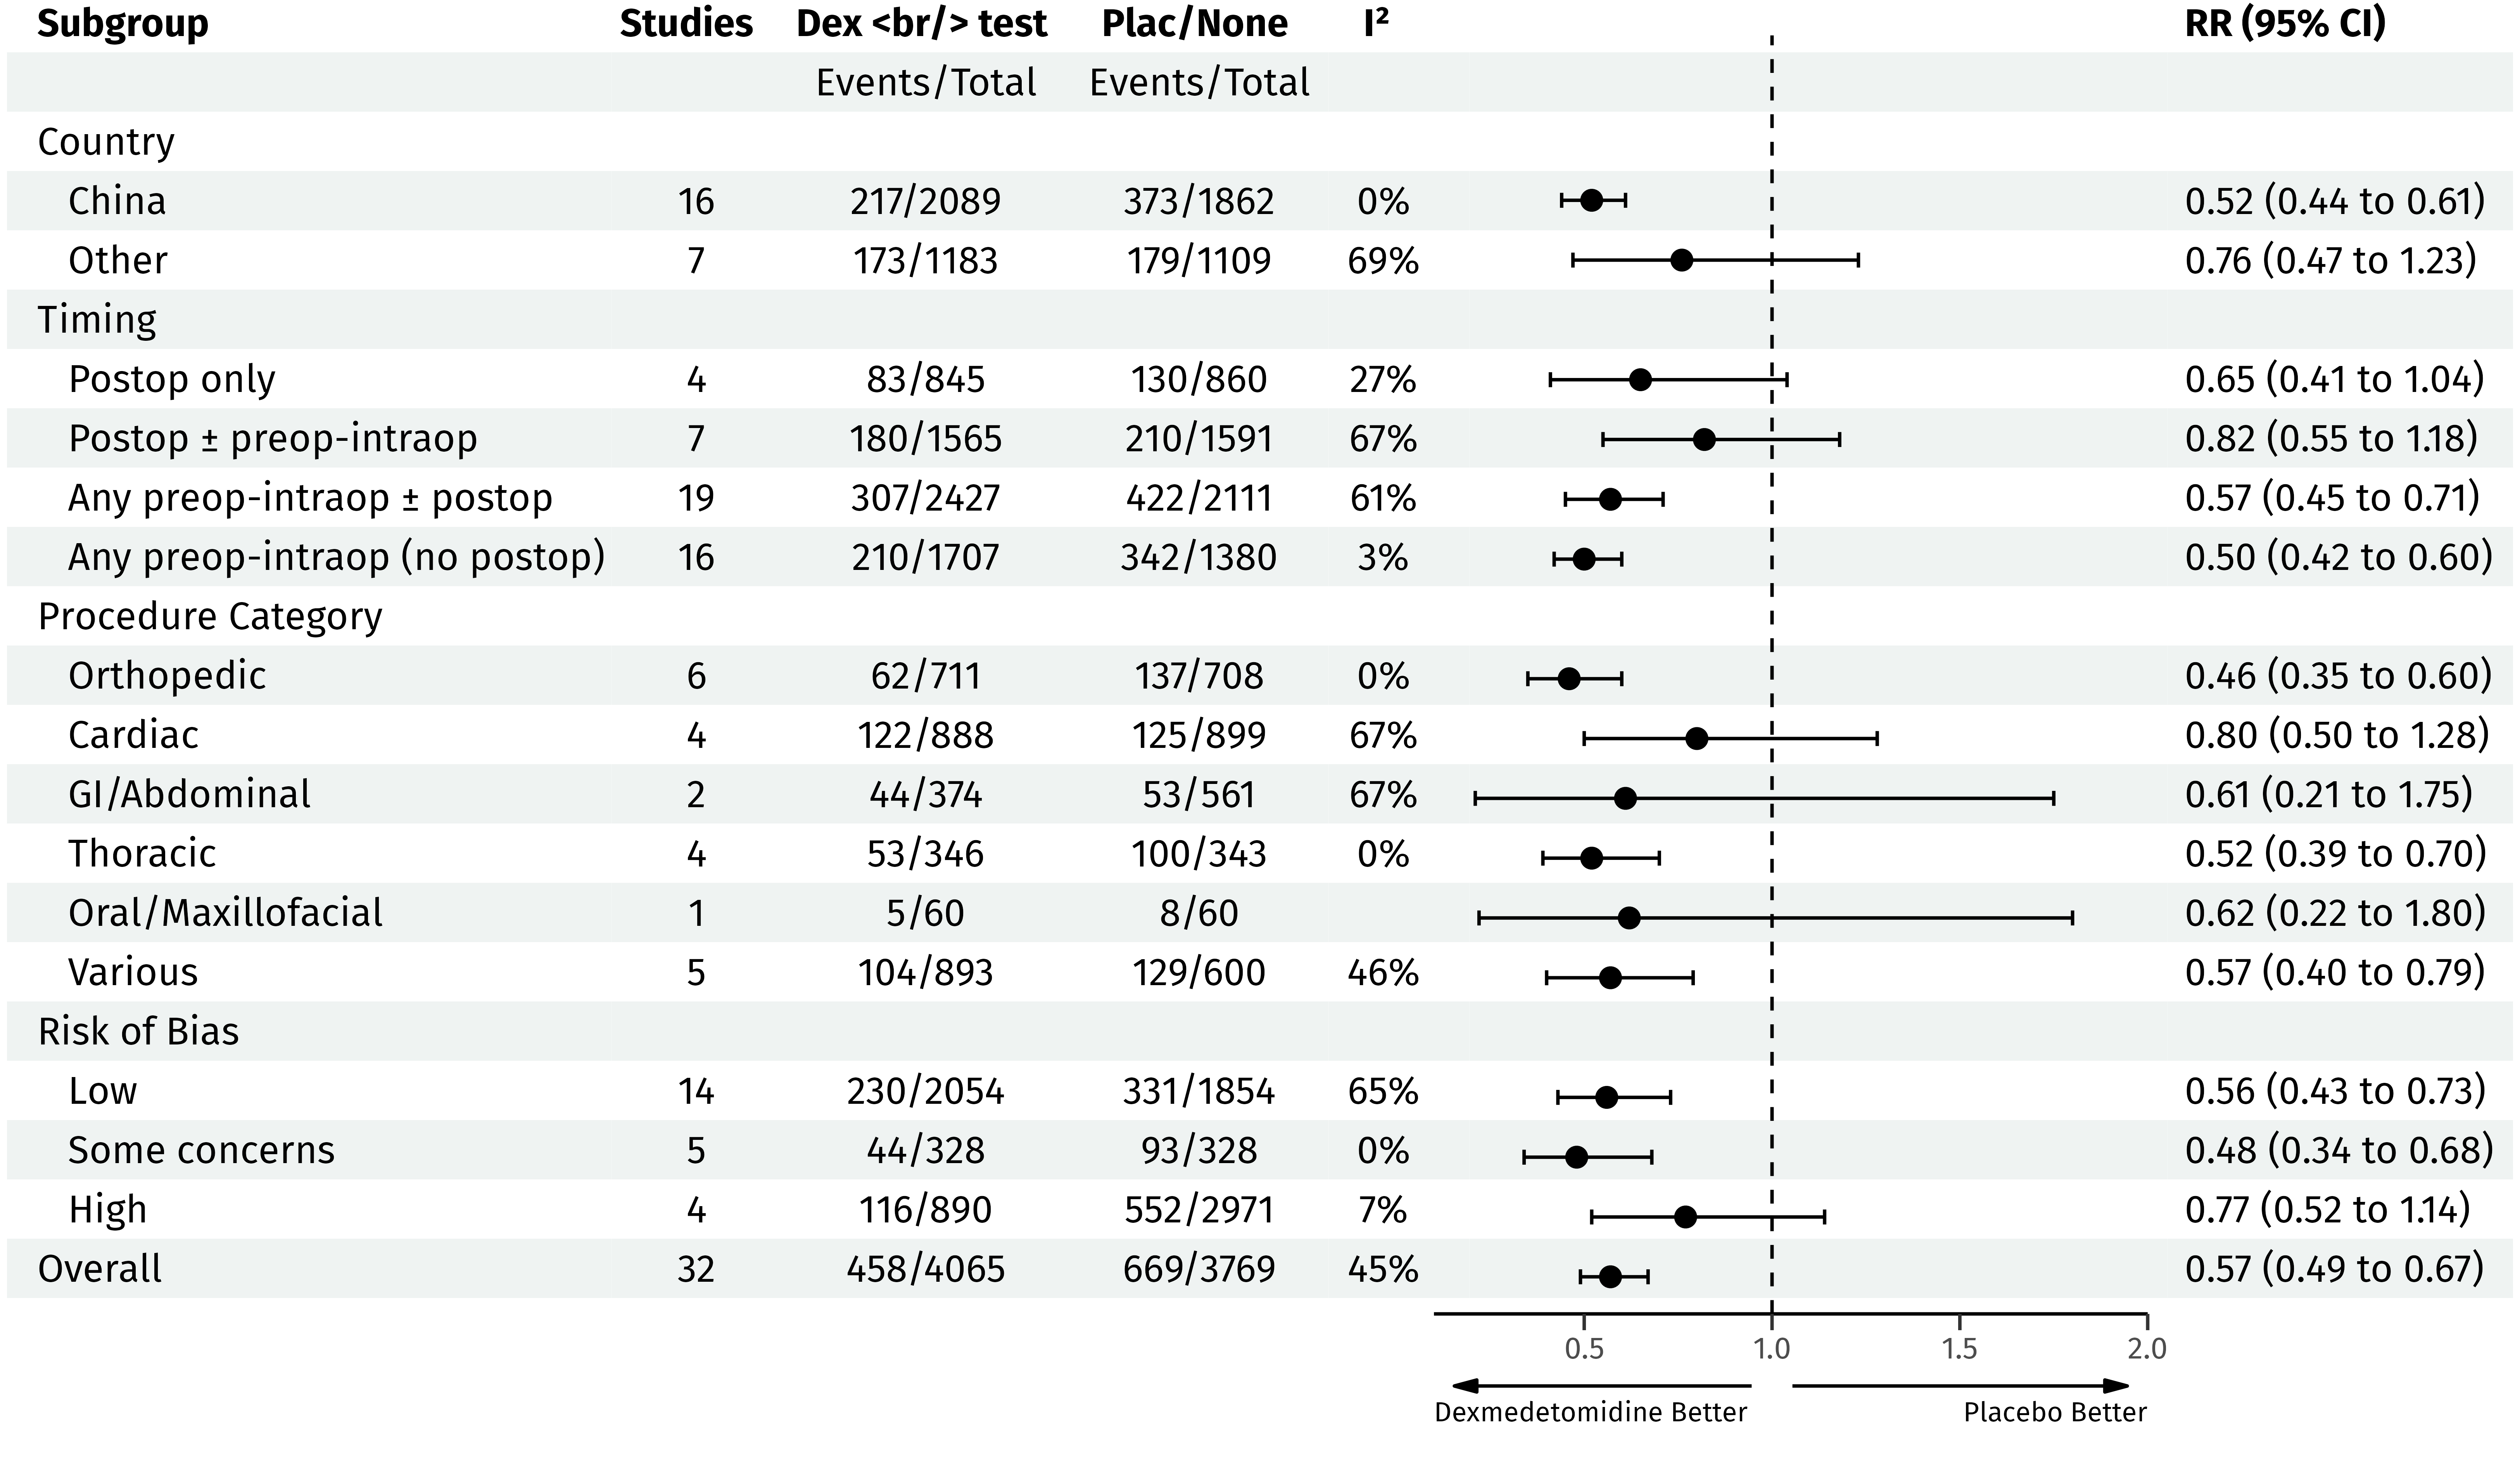 Subgroup Studies Dex <br/> test Plac/None I² RR (95% CI)
Events/Total Events/Total
Country
China 16 217/2089 373/1862 0% 0.52 (0.44 to 0.61)
Other 7 173/1183 179/1109 69% 0.76 (0.47 to 1.23)
Timing
Postop only 4 83/845 130/860 27% 0.65 (0.41 to 1.04)
Postop ± preop-intraop 7 180/1565 210/1591 67% 0.82 (0.55 to 1.18)
Any preop-intraop ± postop 19 307/2427 422/2111 61% 0.57 (0.45 to 0.71)
Any preop-intraop (no postop) 16 210/1707 342/1380 3% 0.50 (0.42 to 0.60)
Procedure Category
Orthopedic 6 62/711 137/708 0% 0.46 (0.35 to 0.60)
Cardiac 4 122/888 125/899 67% 0.80 (0.50 to 1.28)
GI/Abdominal 2 44/374 53/561 67% 0.61 (0.21 to 1.75)
Thoracic 4 53/346 100/343 0% 0.52 (0.39 to 0.70)
Oral/Maxillofacial 1 5/60 8/60 0.62 (0.22 to 1.80)
Various 5 104/893 129/600 46% 0.57 (0.40 to 0.79)
Risk of Bias
Low 14 230/2054 331/1854 65% 0.56 (0.43 to 0.73)
Some concerns 5 44/328 93/328 0% 0.48 (0.34 to 0.68)
High 4 116/890 552/2971 7% 0.77 (0.52 to 1.14)
Overall 32 458/4065 669/3769 45% 0.57 (0.49 to 0.67)
0.5 1.0 1.5 2.0
Dexmedetomidine Better Placebo Better